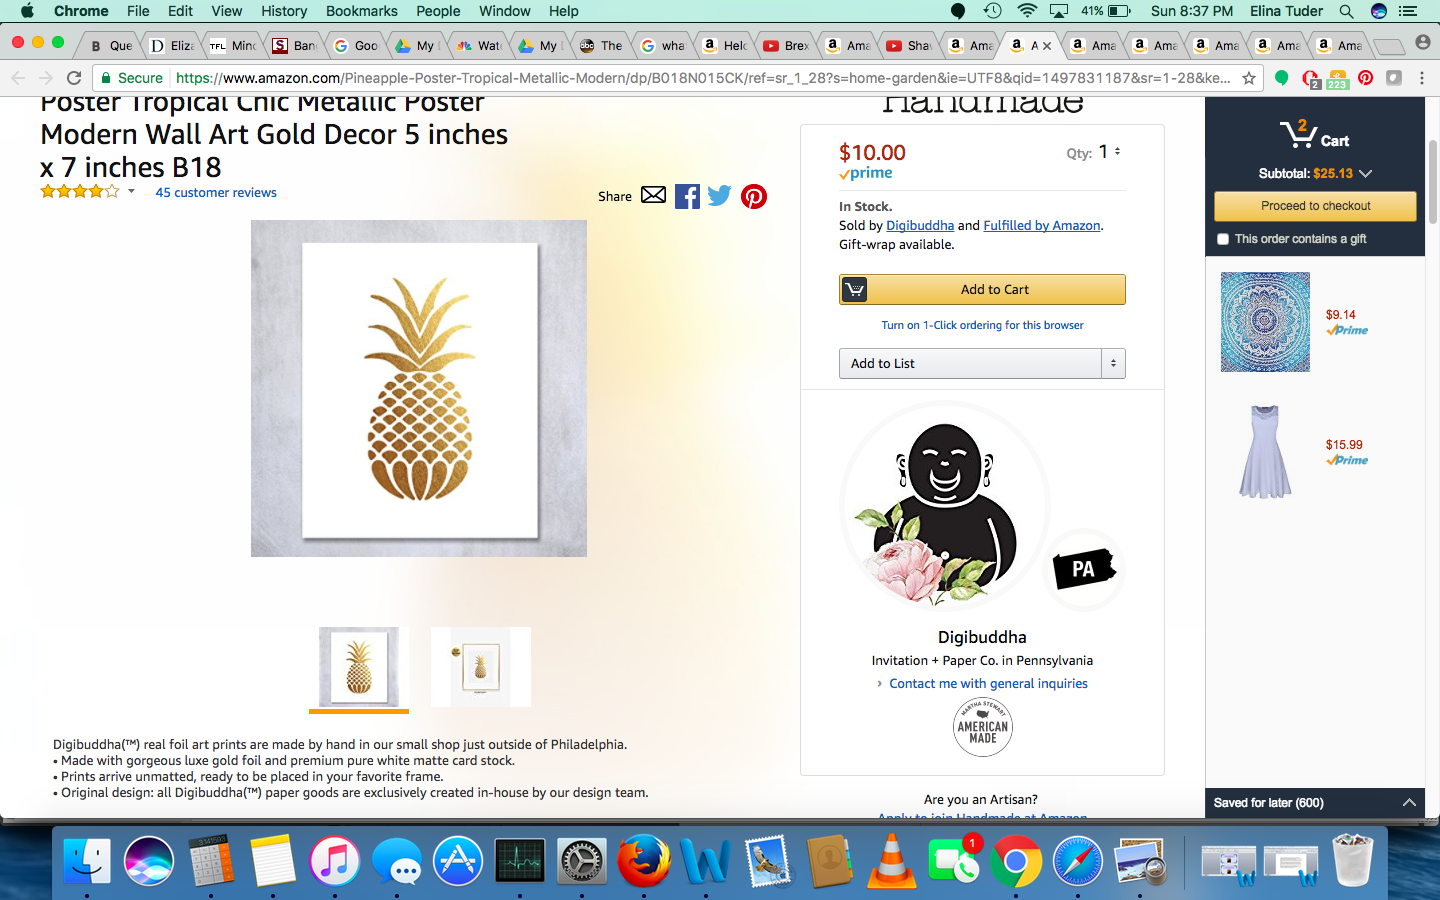 Chrome File Edit View History Bookmarks People Window Help 41% Sun 8:37 PM Elina Tuder
Que Eliza TFL Minc Bang Goo My D Wat My D abc The wha Helc Brex Ama Shav Ama A Ama Ama Ama Ama Ama
Secure https://www.amazon.com/Pineapple-Poster-Tropical-Metallic-Modern/dp/B018N015CK/ref=sr_1_28?s=home-garden&ie=UTF8&qid=1497831187&sr=1-28&ke... 2 223
Poster Tropical Chic Metallic Poster
Modern Wall Art Gold Decor 5 inches
x 7 inches B18
45 customer reviews
Share
Digibuddha(™) real foil art prints are made by hand in our small shop just outside of Philadelphia.
• Made with gorgeous luxe gold foil and premium pure white matte card stock.
• Prints arrive unmatted, ready to be placed in your favorite frame.
• Original design: all Digibuddha(™) paper goods are exclusively created in-house by our design team.
Handmade
$10.00 Qty: 1
prime
In Stock.
Sold by Digibuddha and Fulfilled by Amazon.
Gift-wrap available.
Add to Cart
Turn on 1-Click ordering for this browser
Add to List
PA
Digibuddha
Invitation + Paper Co. in Pennsylvania
› Contact me with general inquiries
MARTHA STEWART
AMERICAN
MADE
Are you an Artisan?
Apply to join Handmade at Amazon
2
Cart
Subtotal: $25.13
Proceed to checkout
This order contains a gift
$9.14
Prime
$15.99
Prime
Saved for later (600)
1